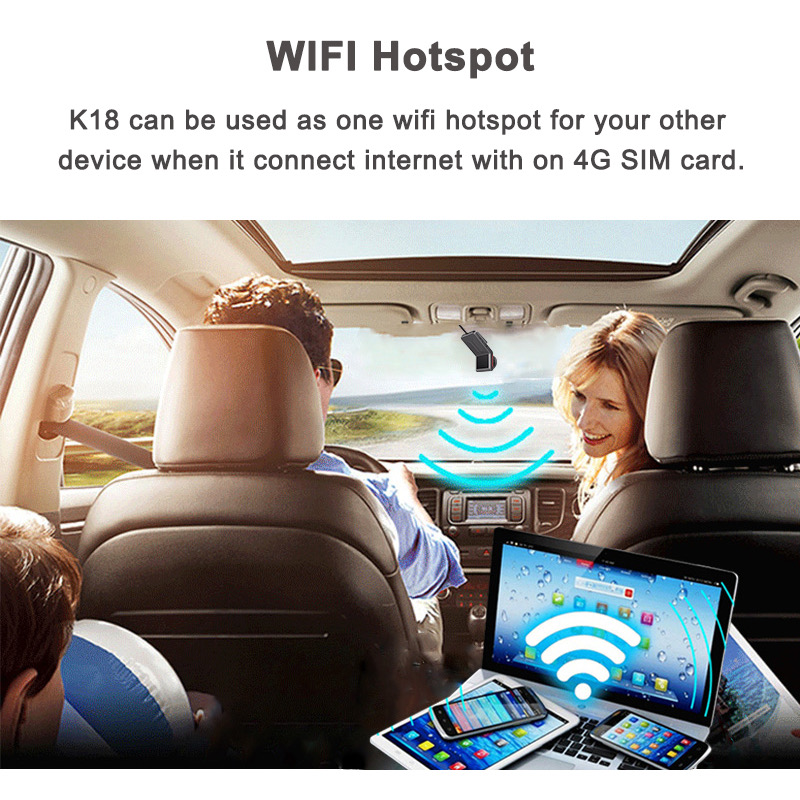 WIFI Hotspot
K18 can be used as one wifi hotspot for your other
device when it connect internet with on 4G SIM card.